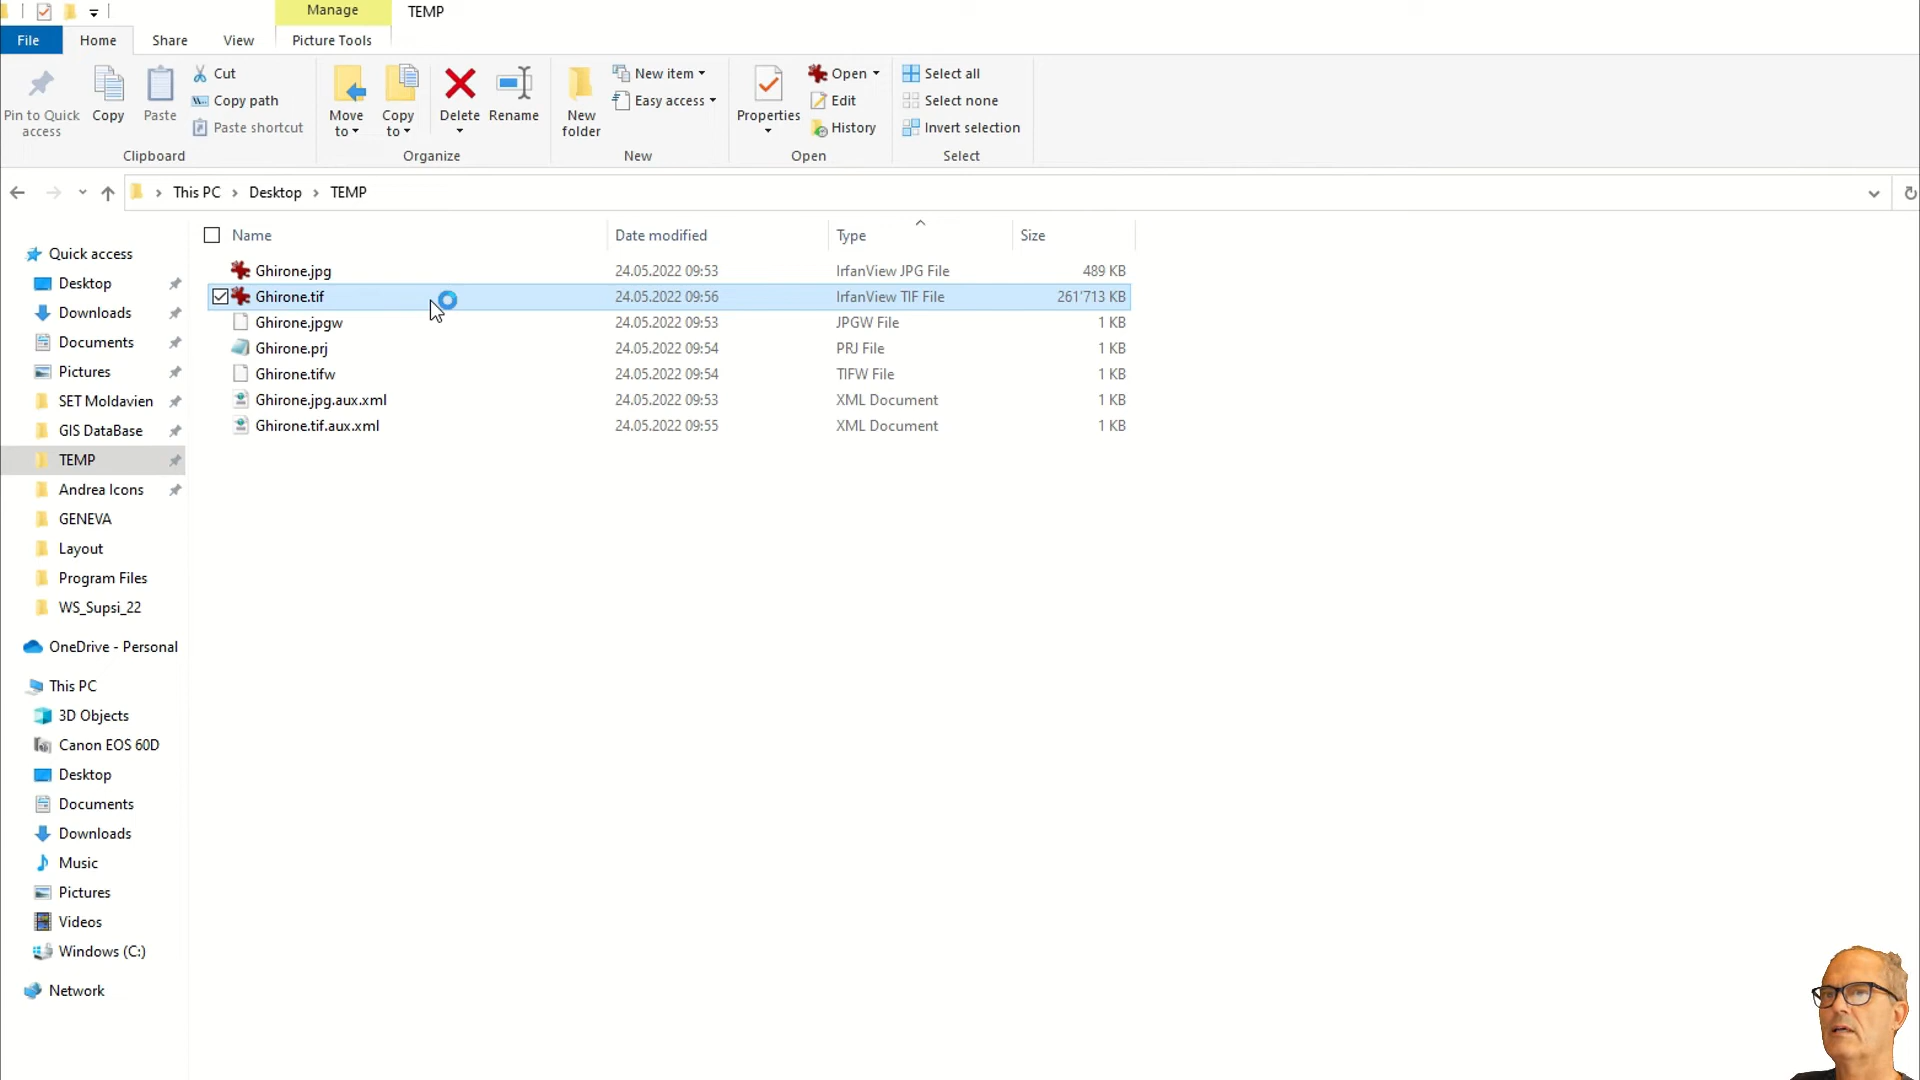 Manage
TEMP
File
Home
Share
View
Picture Tools
Pin to Quick access
Copy
Paste
Cut
Copy path
Paste shortcut
Clipboard
Move to
Copy to
Delete
Rename
Organize
New folder
New item
Easy access
New
Properties
Open
Edit
History
Open
Select all
Select none
Invert selection
Select
This PC
Desktop
TEMP
Name
Date modified
Type
Size
Ghirone.jpg 24.05.2022 09:53 IrfanView JPG File 489 KB
Ghirone.tif 24.05.2022 09:56 IrfanView TIF File 261'713 KB
Ghirone.jpgw 24.05.2022 09:53 JPGW File 1 KB
Ghirone.prj 24.05.2022 09:54 PRJ File 1 KB
Ghirone.tifw 24.05.2022 09:54 TIFW File 1 KB
Ghirone.jpg.aux.xml 24.05.2022 09:53 XML Document 1 KB
Ghirone.tif.aux.xml 24.05.2022 09:55 XML Document 1 KB
Quick access
Desktop
Downloads
Documents
Pictures
SET Moldavien
GIS DataBase
TEMP
Andrea Icons
GENEVA
Layout
Program Files
WS_Supsi_22
OneDrive - Personal
This PC
3D Objects
Canon EOS 60D
Desktop
Documents
Downloads
Music
Pictures
Videos
Windows (C:)
Network